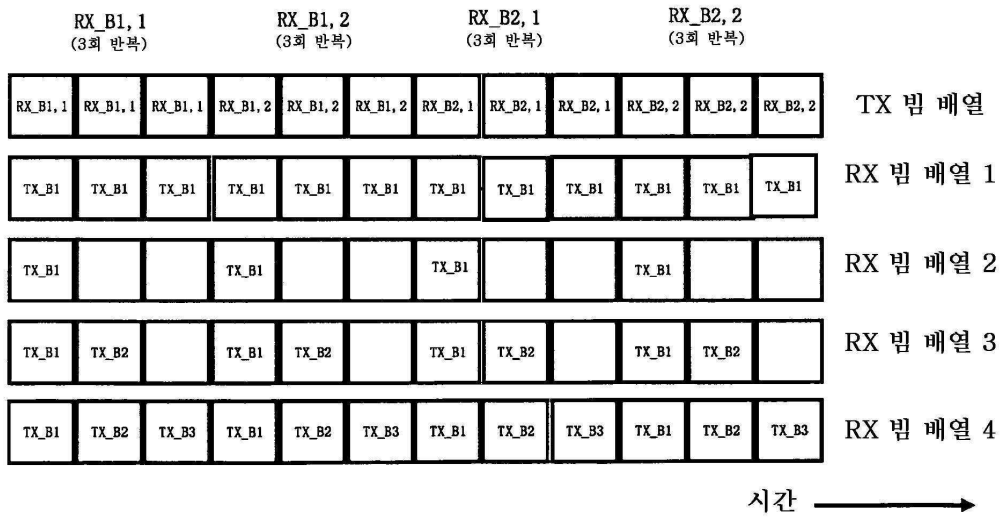 RX_B1,1 RX_B1,2 RX_B2,1 RX_B2,2
(3회 반복) (3회 반복) (3회 반복) (3회 반복)
RX_B1,1 RX_B1,1 RX_B1,1 RX_B1,2 RX_B1,2 RX_B1,2 RX_B2,1 RX_B2,1 RX_B2,1 RX_B2,2 RX_B2,2 RX_B2,2 TX 빔 배열
TX_B1 TX_B1 TX_B1 TX_B1 TX_B1 TX_B1 TX_B1 TX_B1 TX_B1 TX_B1 TX_B1 TX_B1 RX 빔 배열 1
TX_B1 TX_B1 TX_B1 TX_B1 RX 빔 배열 2
TX_B1 TX_B2 TX_B1 TX_B2 TX_B1 TX_B2 TX_B1 TX_B2 RX 빔 배열 3
TX_B1 TX_B2 TX_B3 TX_B1 TX_B2 TX_B3 TX_B1 TX_B2 TX_B3 TX_B1 TX_B2 TX_B3 RX 빔 배열 4
시간